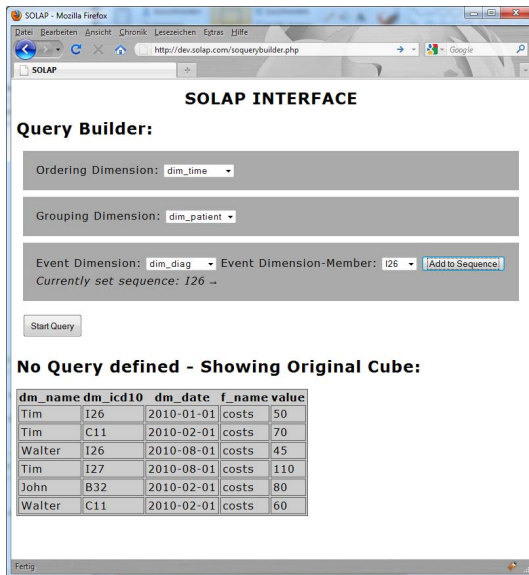 SOLAP - Mozilla Firefox
Datei Bearbeiten Ansicht Chronik Lesezeichen Extras Hilfe
http://dev.solap.com/soquerybuilder.php Google
SOLAP
SOLAP INTERFACE
Query Builder:
Ordering Dimension: dim_time
Grouping Dimension: dim_patient
Event Dimension: dim_diag Event Dimension-Member: I26 Add to Sequence
Currently set sequence: I26 →
Start Query
No Query defined - Showing Original Cube:
dm_name dm_icd10 dm_date f_name value
Tim I26 2010-01-01 costs 50
Tim C11 2010-02-01 costs 70
Walter I26 2010-08-01 costs 45
Tim I27 2010-08-01 costs 110
John B32 2010-02-01 costs 80
Walter C11 2010-02-01 costs 60
Fertig